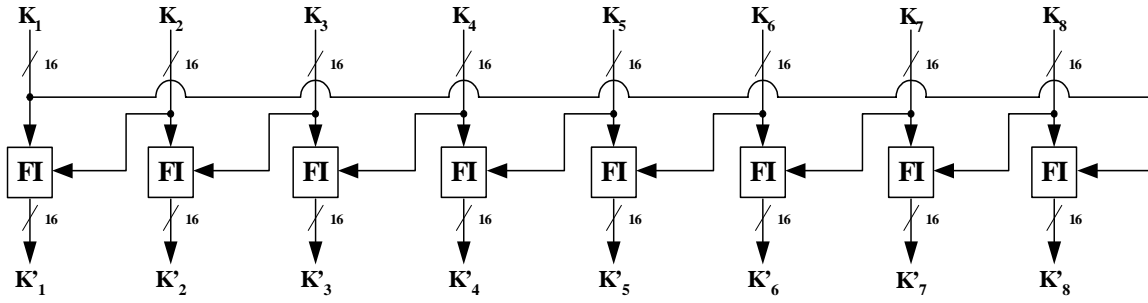 K1 K2 K3 K4 K5 K6 K7 K8
16 16 16 16 16 16 16 16
FI FI FI FI FI FI FI FI
16 16 16 16 16 16 16 16
K'1 K'2 K'3 K'4 K'5 K'6 K'7 K'8